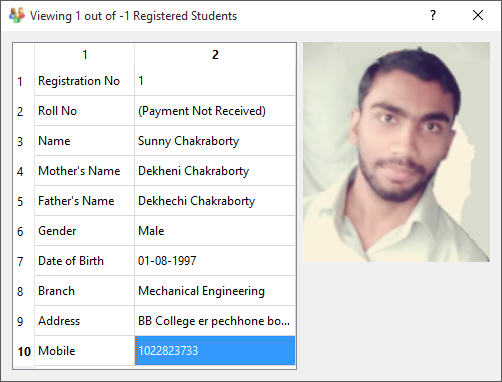 Viewing 1 out of -1 Registered Students
1 2
1 Registration No 1
2 Roll No (Payment Not Received)
3 Name Sunny Chakraborty
4 Mother's Name Dekheni Chakraborty
5 Father's Name Dekhechi Chakraborty
6 Gender Male
7 Date of Birth 01-08-1997
8 Branch Mechanical Engineering
9 Address BB College er pechhone bo...
10 Mobile 1022823733